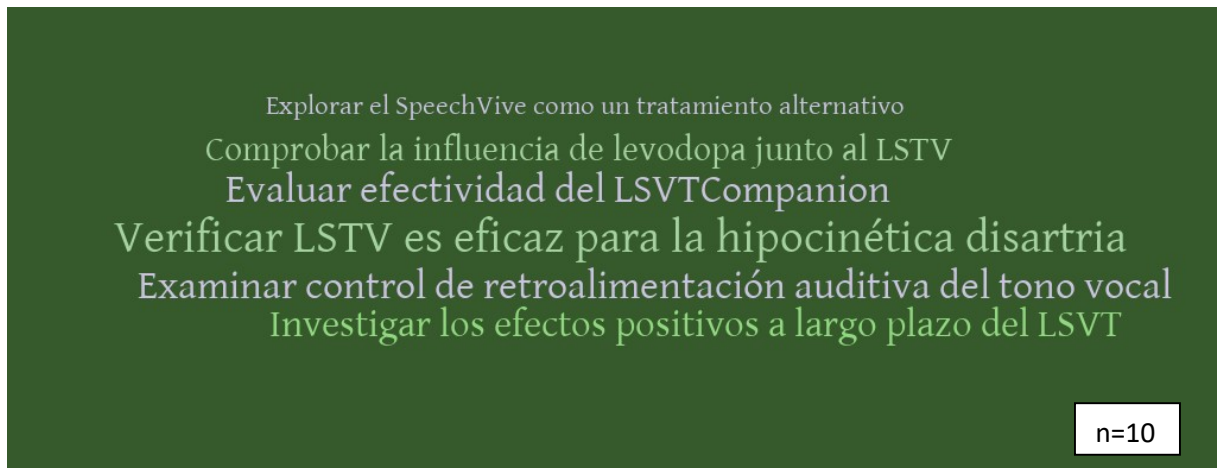 Explorar el SpeechVive como un tratamiento alternativo
Comprobar la influencia de levodopa junto al LSTV
Evaluar efectividad del LSVTCompanion
Verificar LSTV es eficaz para la hipocinética disartria
Examinar control de retroalimentación auditiva del tono vocal
Investigar los efectos positivos a largo plazo del LSVT
n=10